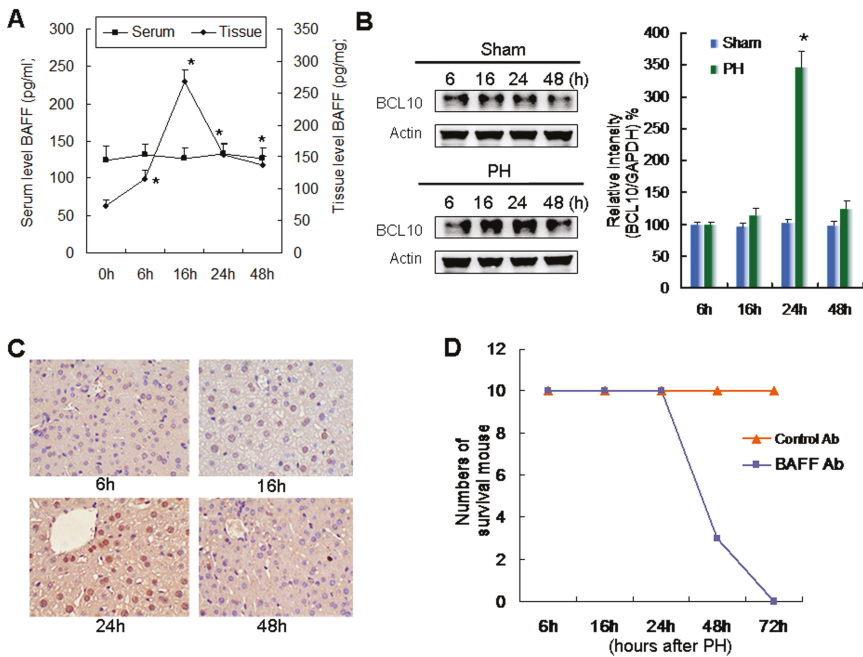 A
Serum
Tissue
Serum level BAFF (pg/ml)
300
250
200
150
100
50
0
Tissue level BAFF (pg/mg)
300
250
200
150
100
50
0
*
*
*
*
0h 6h 16h 24h 48h
B
Sham
6 16 24 48 (h)
BCL10
Actin
PH
6 16 24 48 (h)
BCL10
Actin
Relative Intensity
(BCL10/GAPDH) %
400
350
300
250
200
150
100
50
0
Sham
PH
*
6h 16h 24h 48h
C
6h
16h
24h
48h
D
Numbers of
survival mouse
12
10
8
6
4
2
0
Control Ab
BAFF Ab
6h 16h 24h 48h 72h
(hours after PH)